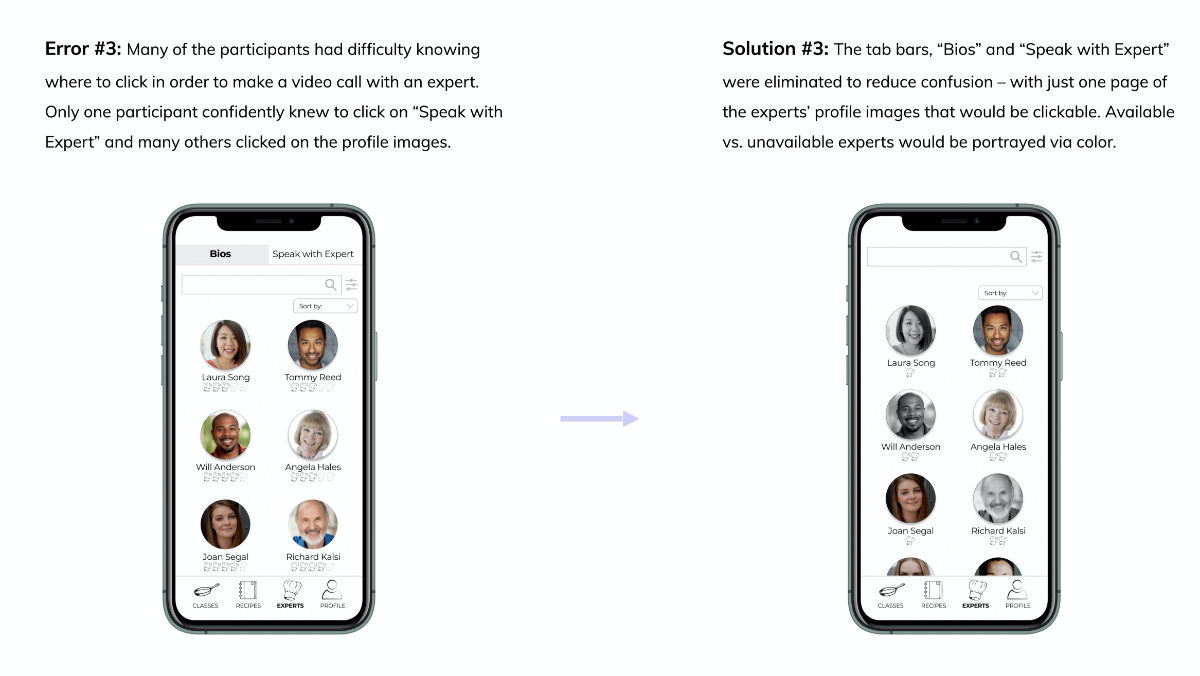 Error #3: Many of the participants had difficulty knowing
where to click in order to make a video call with an expert.
Only one participant confidently knew to click on “Speak with
Expert” and many others clicked on the profile images.
Solution #3: The tab bars, “Bios” and “Speak with Expert”
were eliminated to reduce confusion – with just one page of
the experts’ profile images that would be clickable. Available
vs. unavailable experts would be portrayed via color.
Bios Speak with Expert
Sort by:
Laura Song Tommy Reed
Will Anderson Angela Hales
Joan Segal Richard Kalsi
CLASSES RECIPES EXPERTS PROFILE
Sort by:
Laura Song Tommy Reed
Will Anderson Angela Hales
Joan Segal Richard Kalsi
CLASSES RECIPES EXPERTS PROFILE